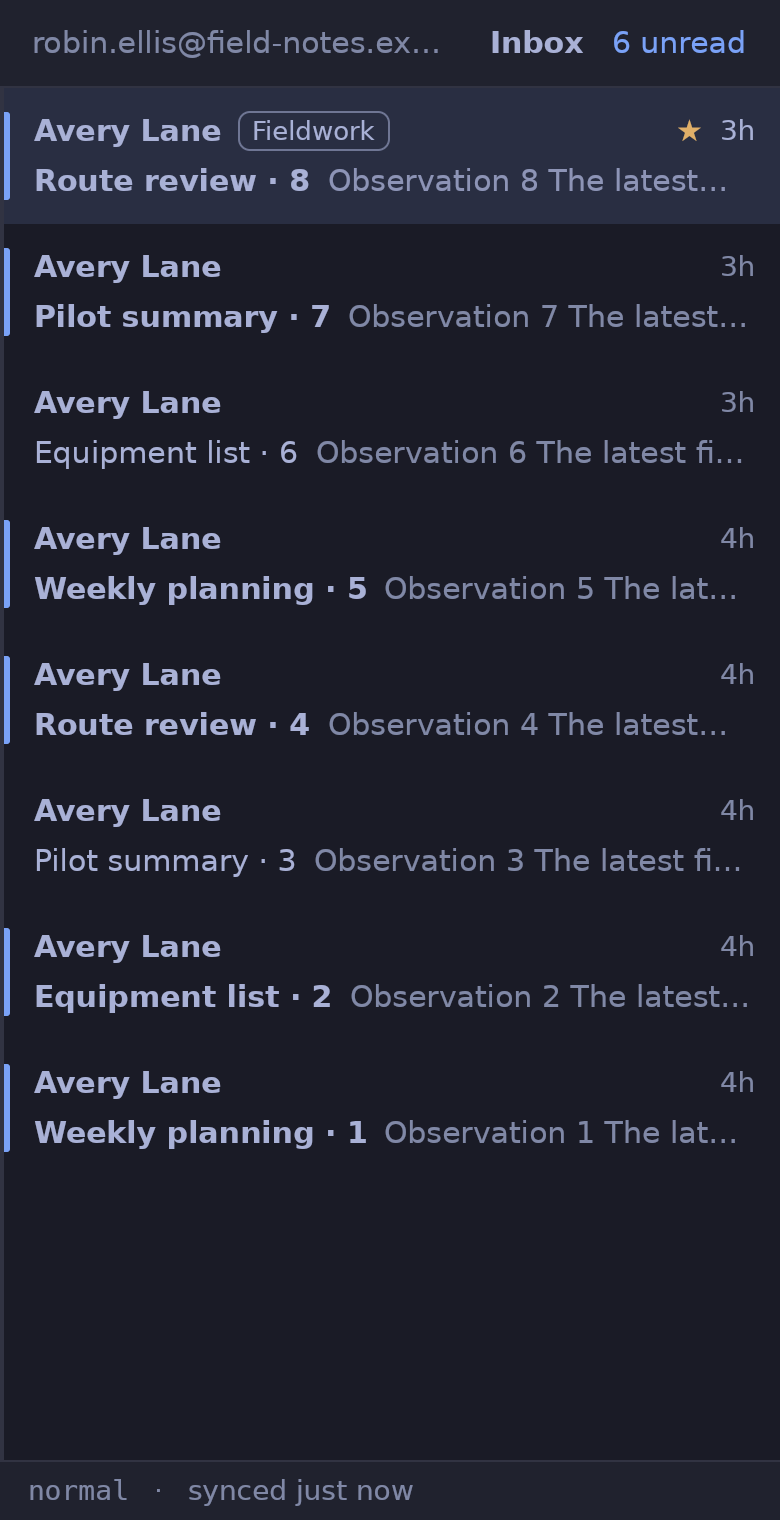 robin.ellis@field-notes.ex… Inbox 6 unread
Avery Lane Fieldwork ★ 3h
Route review · 8 Observation 8 The latest…
Avery Lane 3h
Pilot summary · 7 Observation 7 The latest…
Avery Lane 3h
Equipment list · 6 Observation 6 The latest fi…
Avery Lane 4h
Weekly planning · 5 Observation 5 The lat…
Avery Lane 4h
Route review · 4 Observation 4 The latest…
Avery Lane 4h
Pilot summary · 3 Observation 3 The latest fi…
Avery Lane 4h
Equipment list · 2 Observation 2 The latest…
Avery Lane 4h
Weekly planning · 1 Observation 1 The lat…
normal · synced just now